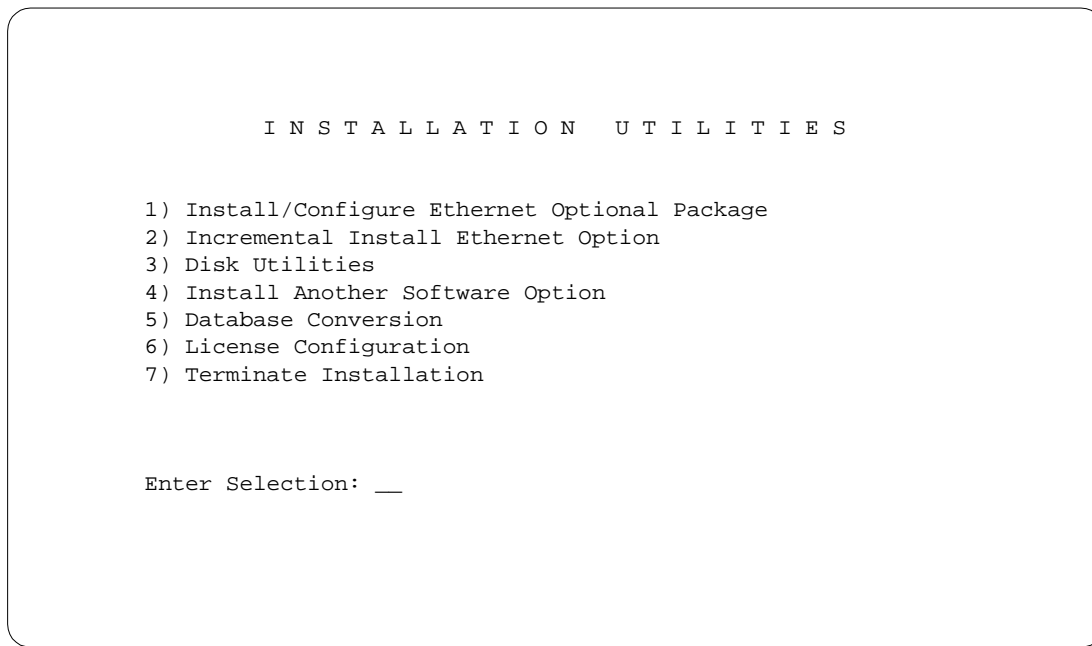 I N S T A L L A T I O N   U T I L I T I E S
1) Install/Configure Ethernet Optional Package
2) Incremental Install Ethernet Option
3) Disk Utilities
4) Install Another Software Option
5) Database Conversion
6) License Configuration
7) Terminate Installation
Enter Selection: __